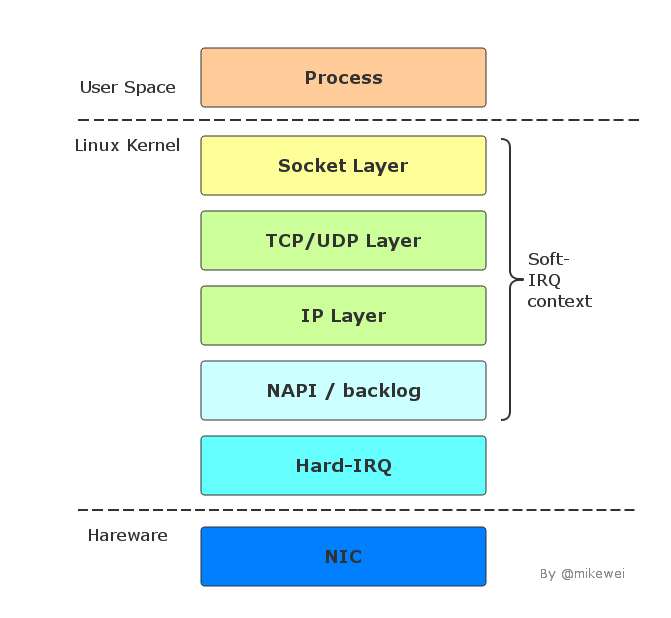 Process
User Space
Linux Kernel
Socket Layer
TCP/UDP Layer
Soft-
IRQ
context
IP Layer
NAPI / backlog
Hard-IRQ
Hareware
NIC
By @mikewei